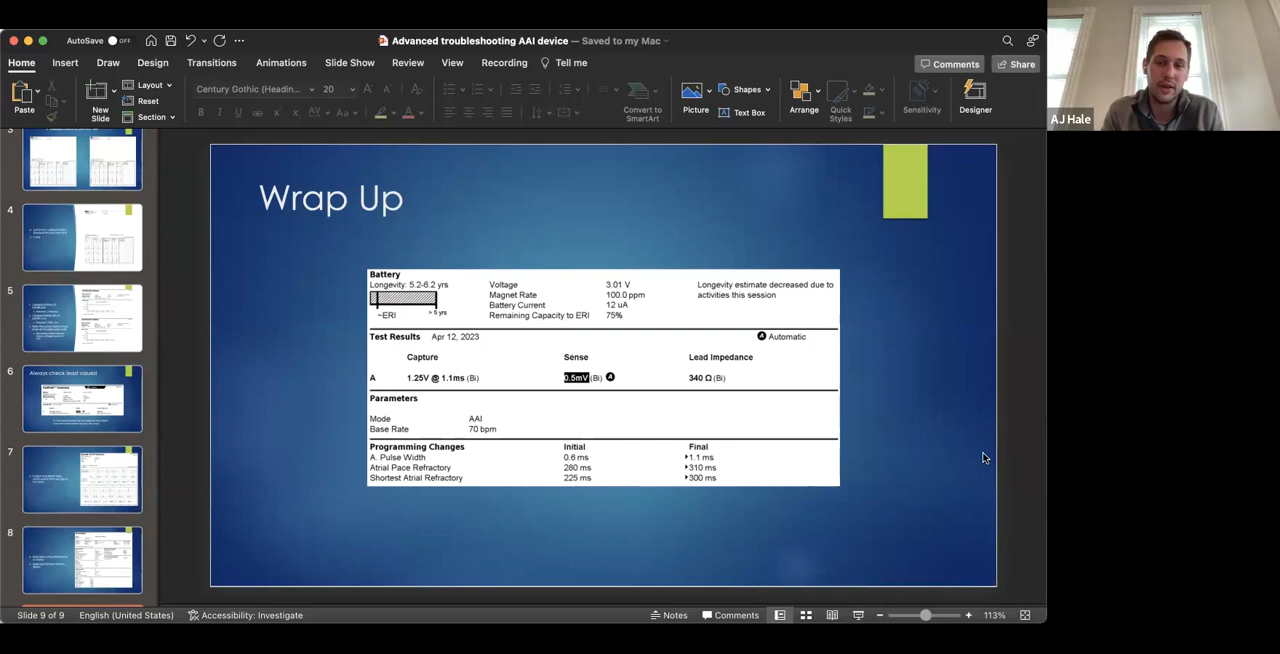 AutoSave OFF
Advanced troubleshooting AAI device — Saved to my Mac
Home Insert Draw Design Transitions Animations Slide Show Review View Recording Tell me
Comments Share
Paste
New Slide
Layout
Reset
Section
Century Gothic (Headin... 20
Convert to SmartArt
Picture
Shapes
Text Box
Arrange
Quick Styles
Sensitivity
Designer
AJ Hale
3
4
5
6
Always check lead values!
7
8
Wrap Up
Battery
Longevity: 5.2-6.2 yrs Voltage 3.01 V Longevity estimate decreased due to
Magnet Rate 100.0 ppm activities this session
Battery Current 12 uA
~ERI > 5 yrs Remaining Capacity to ERI 75%
Test Results Apr 12, 2023 A Automatic
Capture Sense Lead Impedance
A 1.25V @ 1.1ms (Bi) 0.5mV (Bi) A 340 Ω (Bi)
Parameters
Mode AAI
Base Rate 70 bpm
Programming Changes Initial Final
A. Pulse Width 0.6 ms 1.1 ms
Atrial Pace Refractory 280 ms 310 ms
Shortest Atrial Refractory 225 ms 300 ms
Slide 9 of 9 English (United States) Accessibility: Investigate Notes Comments 113%